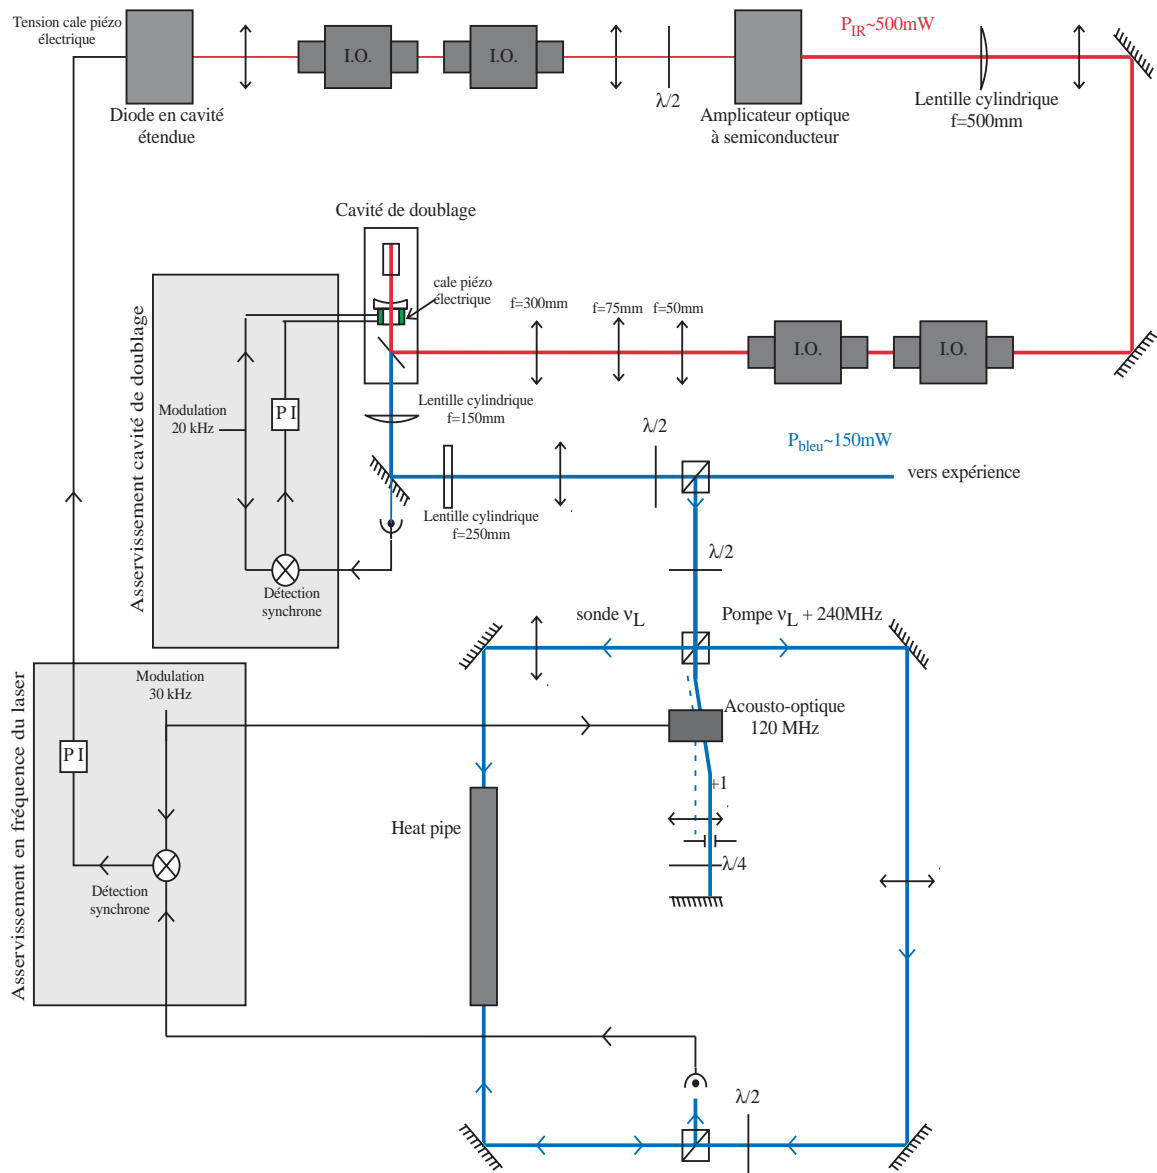 Tension cale piézo
électrique
I.O.
I.O.
P_IR~500mW
λ/2
Diode en cavité
étendue
Amplicateur optique
à semiconducteur
Lentille cylindrique
f=500mm
Cavité de doublage
cale piézo
électrique
f=300mm
f=75mm
f=50mm
I.O.
I.O.
Asservissement cavité de doublage
Modulation
20 kHz
P I
Lentille cylindrique
f=150mm
λ/2
P_bleu~150mW
vers expérience
Lentille cylindrique
f=250mm
Détection
synchrone
λ/2
sonde ν_L
Pompe ν_L + 240MHz
Asservissement en fréquence du laser
Modulation
30 kHz
P I
Acousto-optique
120 MHz
+1
Heat pipe
λ/4
Détection
synchrone
λ/2